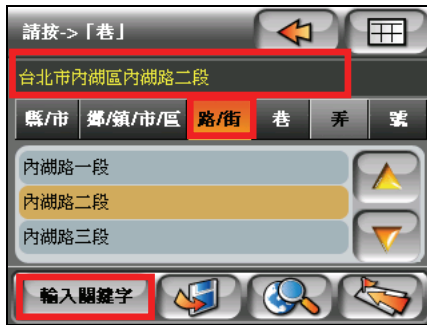 請按->「巷」
台北市內湖區內湖路二段
縣/市 鄉/鎮/市/區 路/街 巷 弄 號
內湖路一段
內湖路二段
內湖路三段
輸入關鍵字